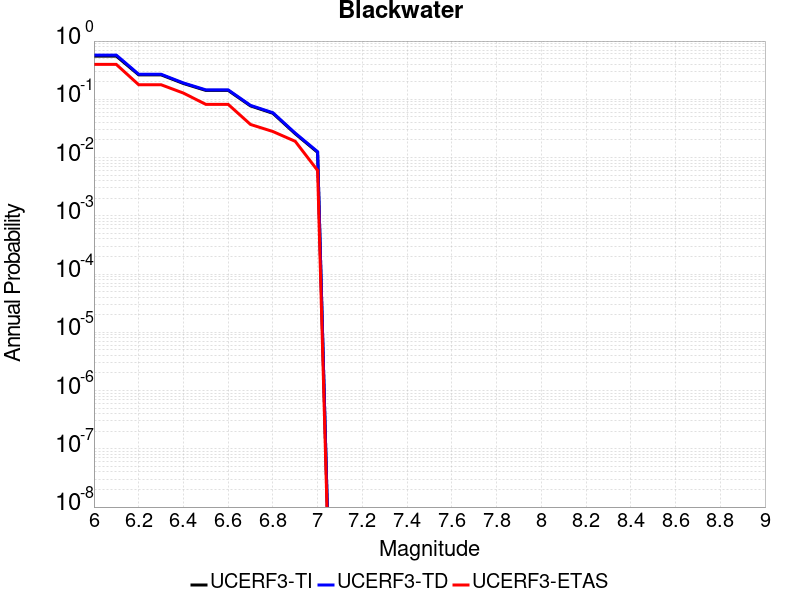 Blackwater
Annual Probability
10^0
10^-1
10^-2
10^-3
10^-4
10^-5
10^-6
10^-7
10^-8
6 6.2 6.4 6.6 6.8 7 7.2 7.4 7.6 7.8 8 8.2 8.4 8.6 8.8 9
Magnitude
UCERF3-TI UCERF3-TD UCERF3-ETAS